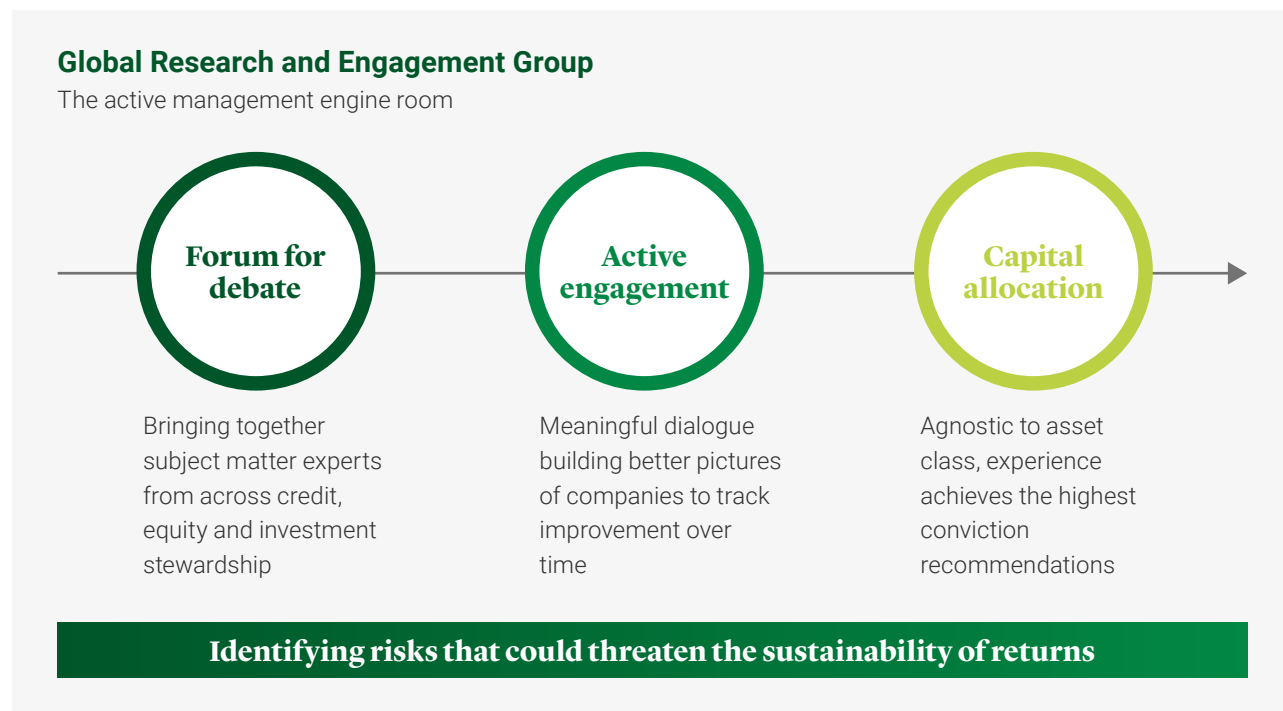 Global Research and Engagement Group
The active management engine room
Forum for
debate
Active
engagement
Capital
allocation
Bringing together
subject matter experts
from across credit,
equity and investment
stewardship
Meaningful dialogue
building better pictures
of companies to track
improvement over
time
Agnostic to asset
class, experience
achieves the highest
conviction
recommendations
Identifying risks that could threaten the sustainability of returns